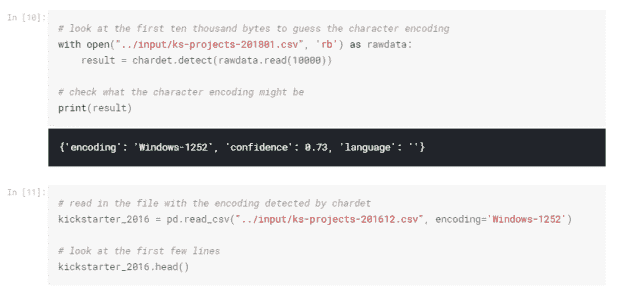 In [10]:
# look at the first ten thousand bytes to guess the character encoding
with open("../input/ks-projects-201801.csv", 'rb') as rawdata:
    result = chardet.detect(rawdata.read(10000))
# check what the character encoding might be
print(result)
{'encoding': 'Windows-1252', 'confidence': 0.73, 'language': ''}
In [11]:
# read in the file with the encoding detected by chardet
kickstarter_2016 = pd.read_csv("../input/ks-projects-201612.csv", encoding='Windows-1252')
# look at the first few lines
kickstarter_2016.head()